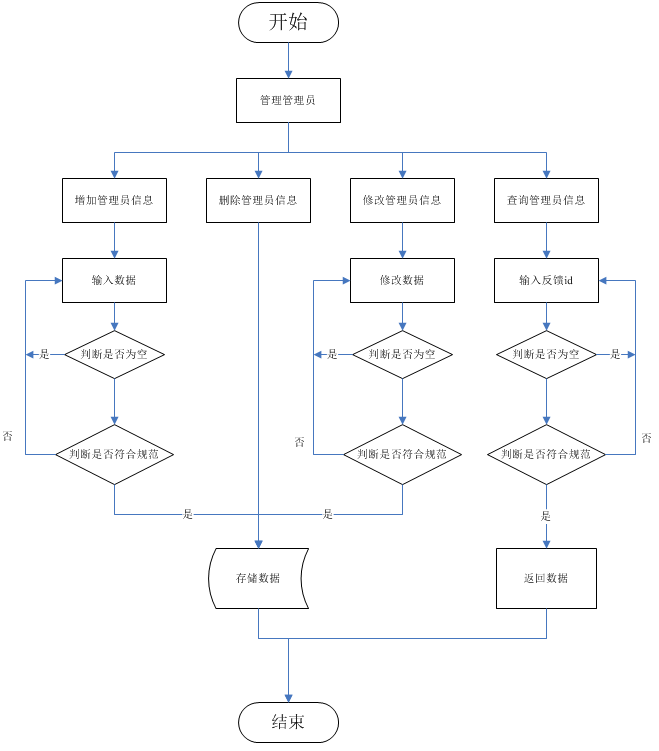 开始
管理管理员
增加管理员信息
删除管理员信息
修改管理员信息
查询管理员信息
输入数据
修改数据
输入反馈id
是
判断是否为空
是
判断是否为空
判断是否为空
是
否
否
否
判断是否符合规范
判断是否符合规范
判断是否符合规范
是
是
是
存储数据
返回数据
结束